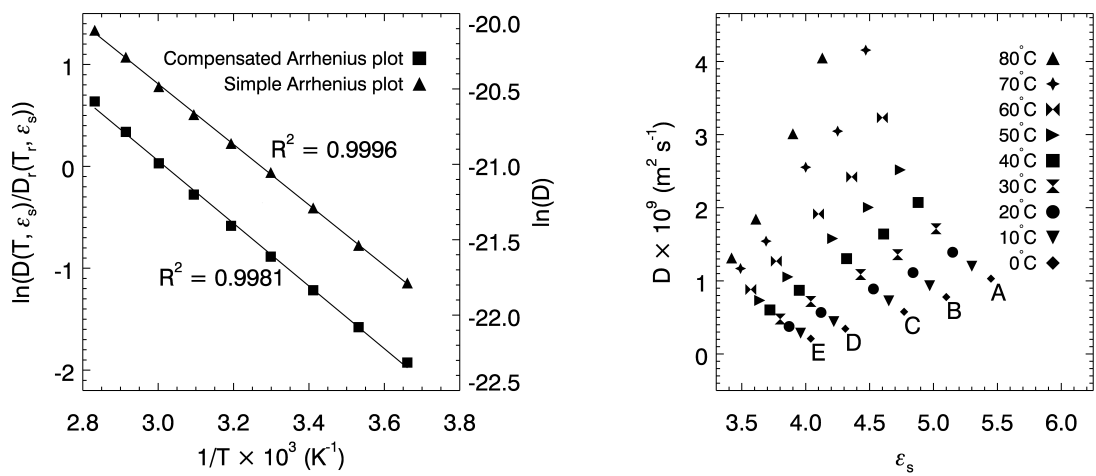 ln(D(T, εs)/Dr(Tr, εs))
1
0
-1
-2
Compensated Arrhenius plot
Simple Arrhenius plot
R² = 0.9996
R² = 0.9981
-20.0
-20.5
-21.0
-21.5
-22.0
-22.5
ln(D)
2.8 3.0 3.2 3.4 3.6 3.8
1/T × 10³ (K⁻¹)
D × 10⁹ (m² s⁻¹)
4
3
2
1
0
80°C
70°C
60°C
50°C
40°C
30°C
20°C
10°C
0°C
A
B
C
D
E
3.5 4.0 4.5 5.0 5.5 6.0
εs